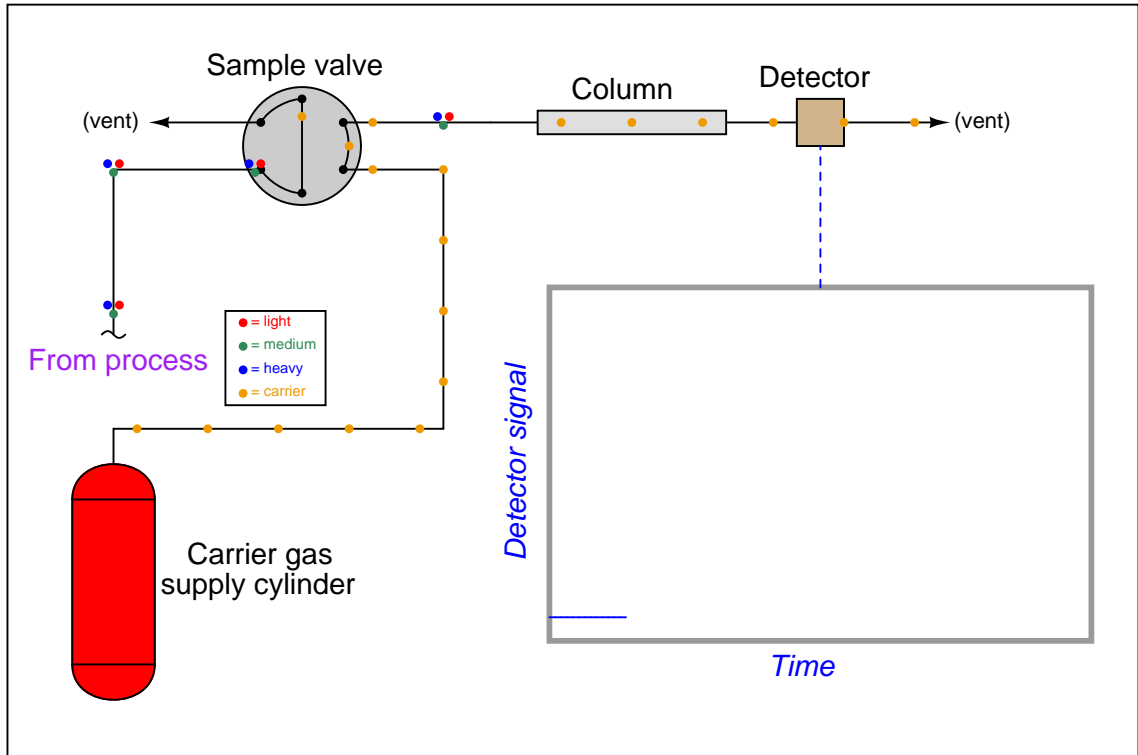 Sample valve
Column
Detector
(vent)
(vent)
= light
= medium
= heavy
= carrier
From process
Detector signal
Carrier gas
supply cylinder
Time